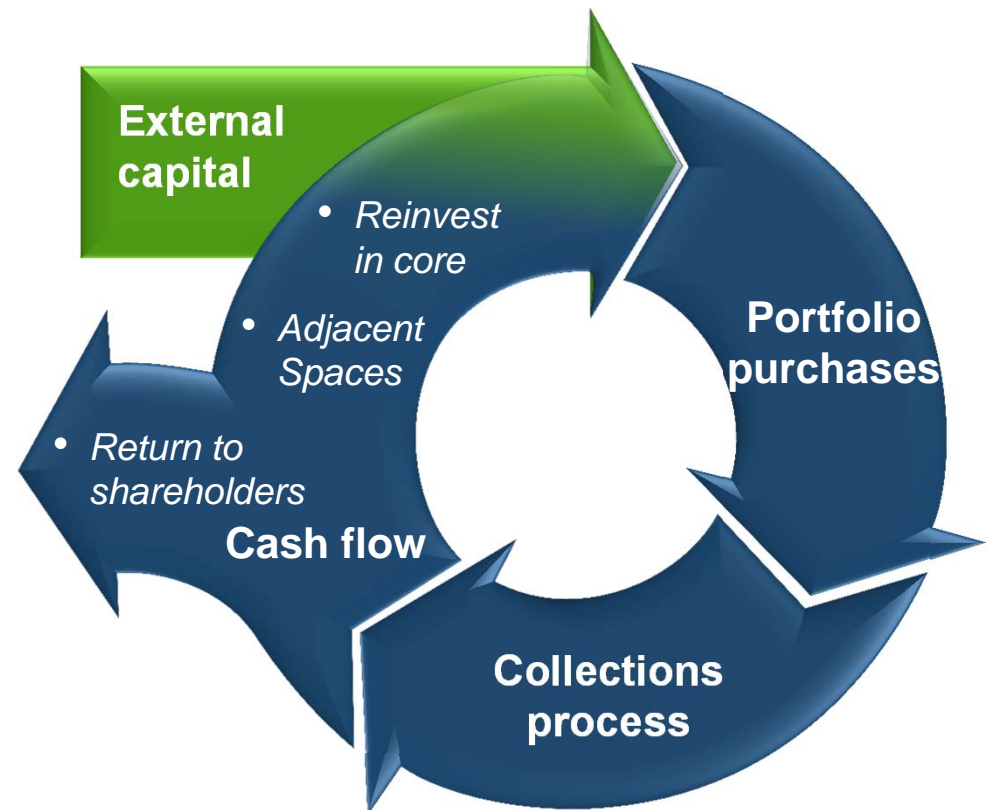 External
capital
• Reinvest
in core
• Adjacent
Spaces
• Return to
shareholders
Cash flow
Portfolio
purchases
Collections
process